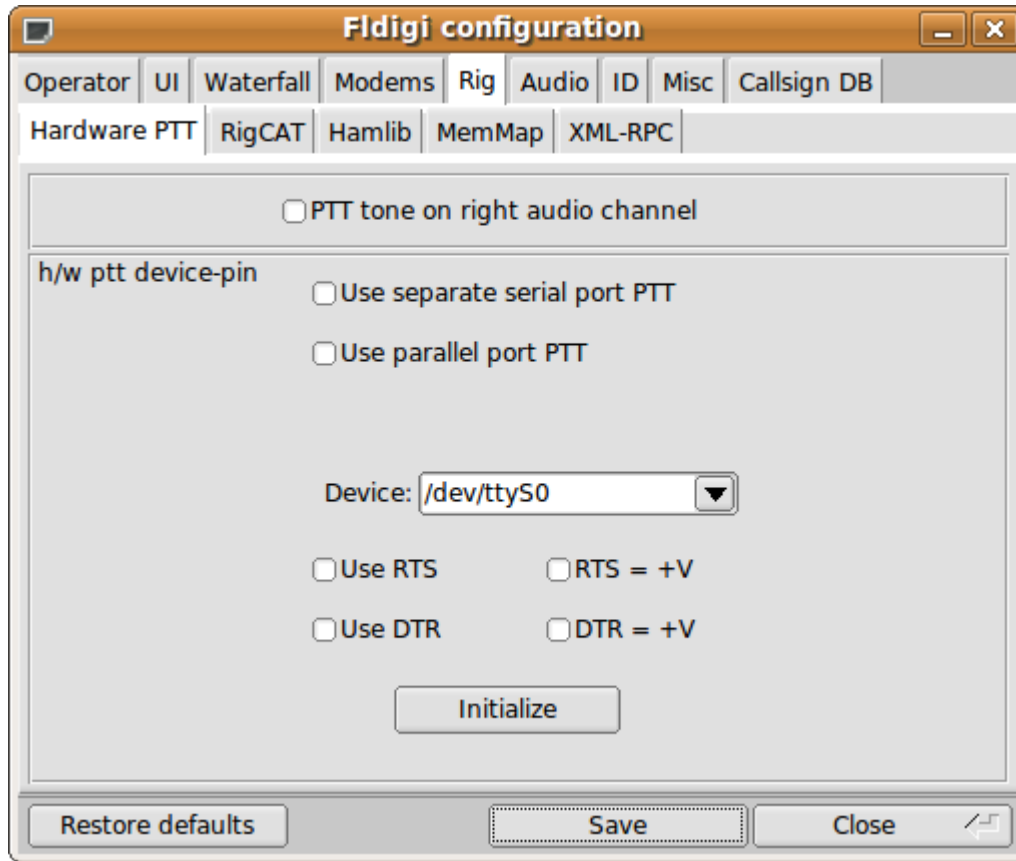 Fldigi configuration
Operator UI Waterfall Modems Rig Audio ID Misc Callsign DB
Hardware PTT RigCAT Hamlib MemMap XML-RPC
PTT tone on right audio channel
h/w ptt device-pin
Use separate serial port PTT
Use parallel port PTT
Device: /dev/ttyS0
Use RTS RTS = +V
Use DTR DTR = +V
Initialize
Restore defaults Save Close